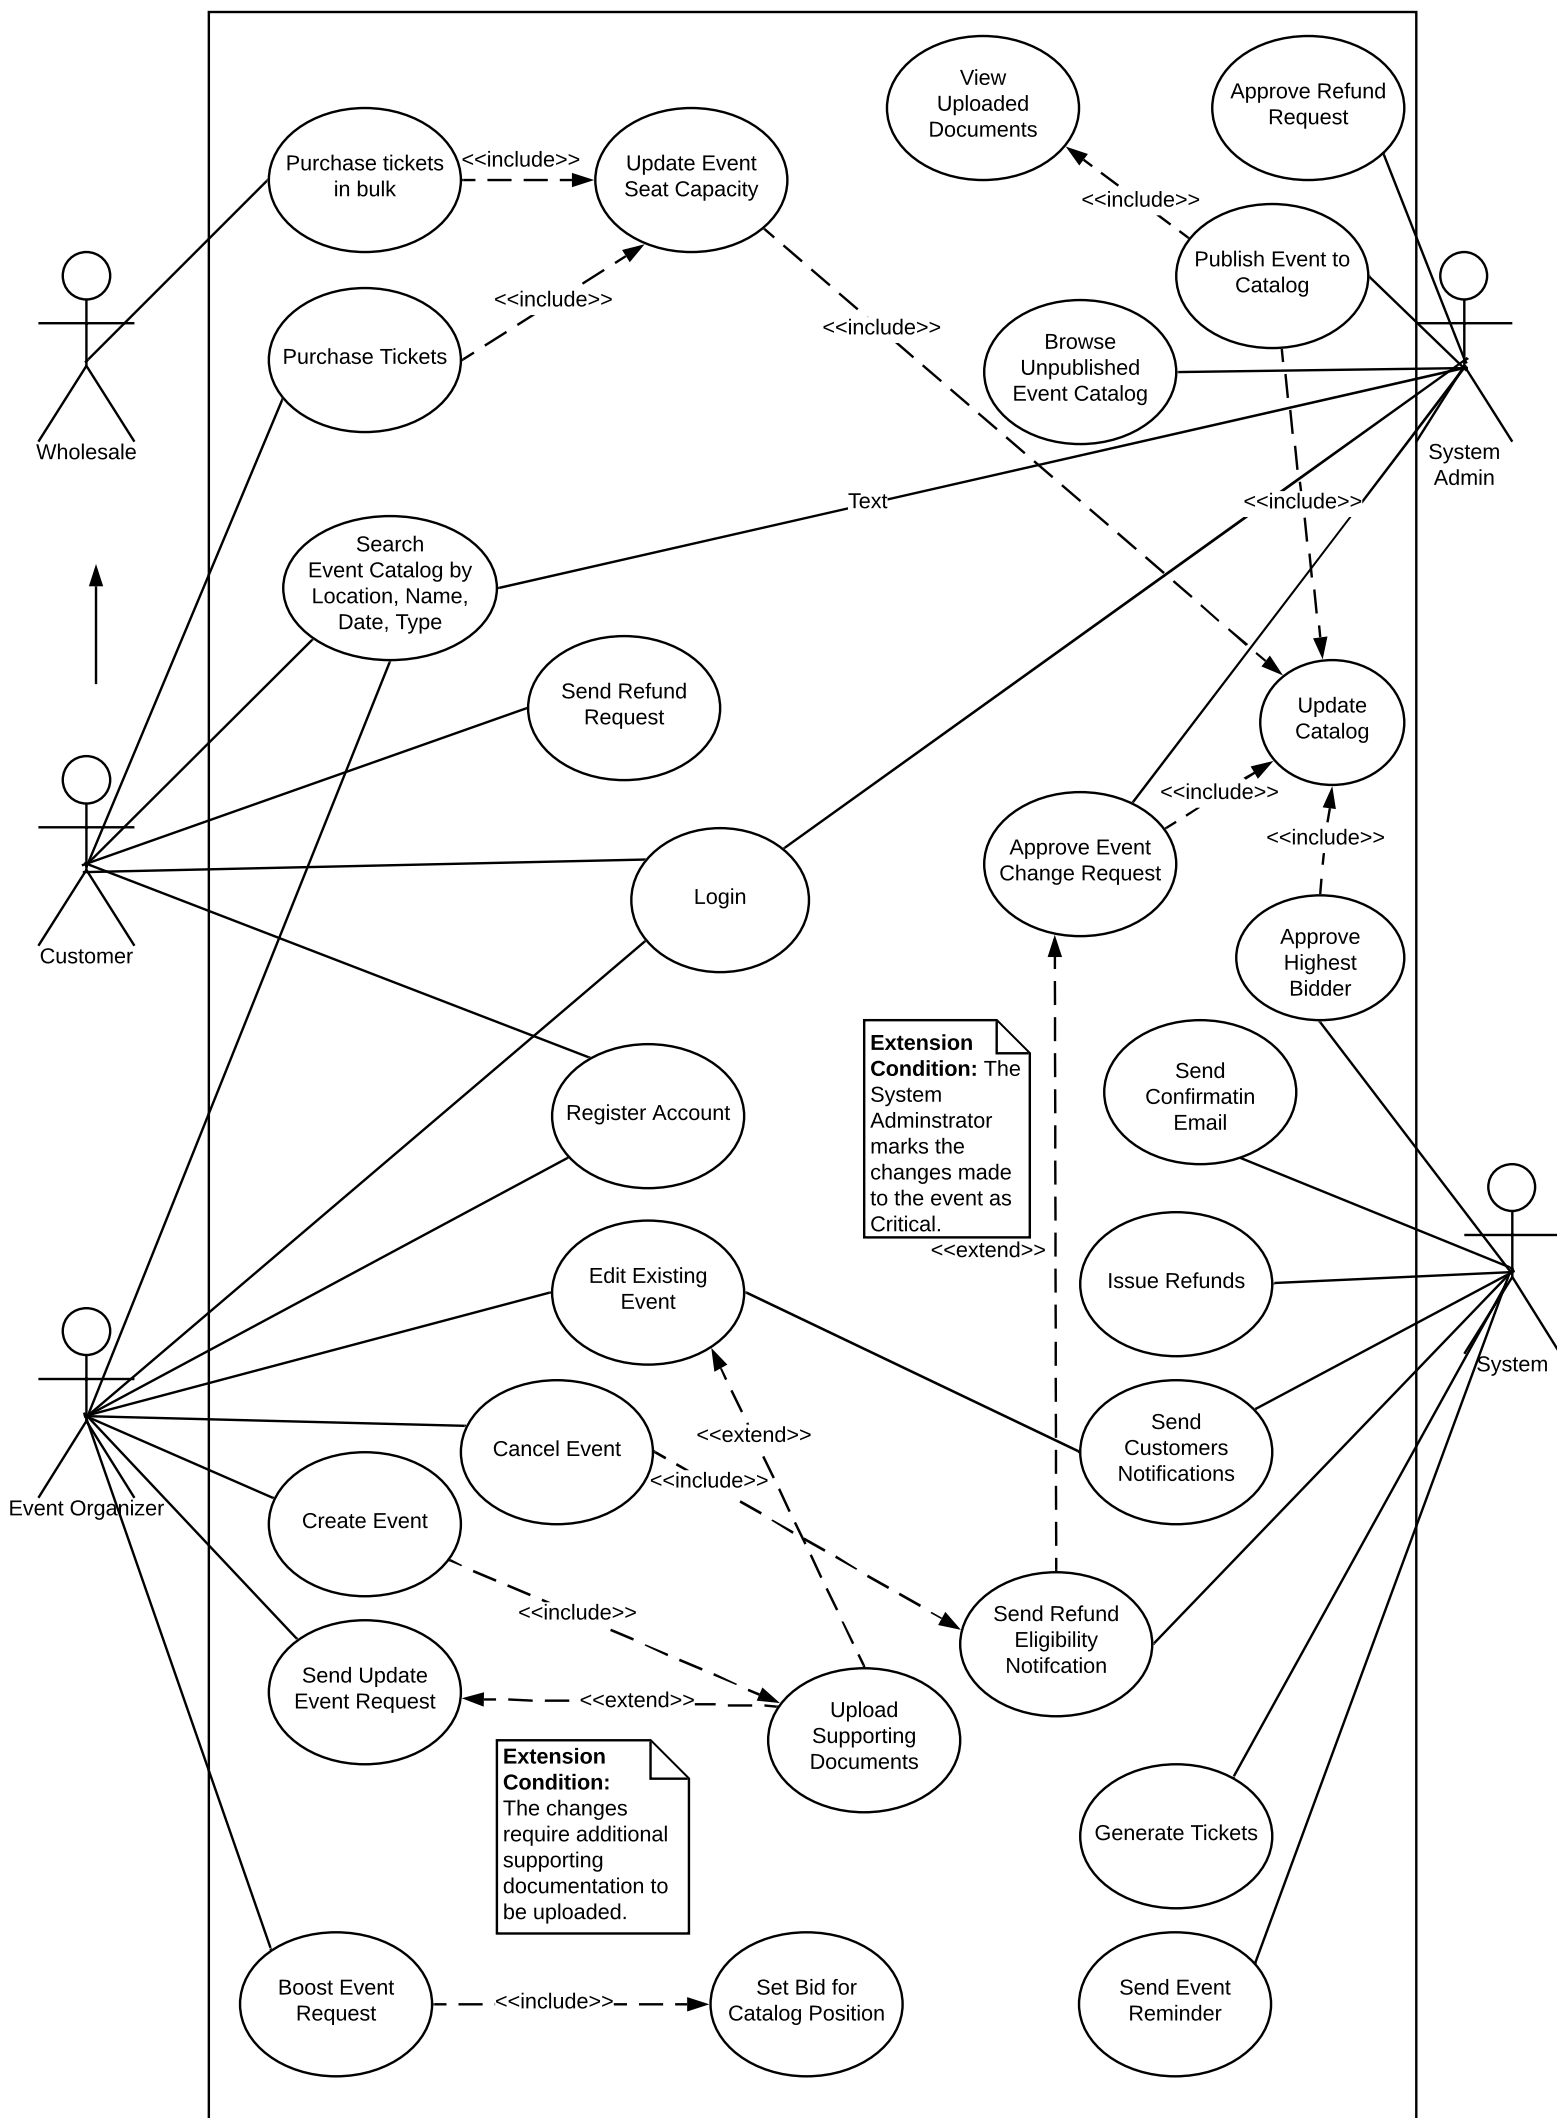 View
Uploaded
Documents
Approve Refund
Request
Purchase tickets
in bulk
<<include>>
Update Event
Seat Capacity
<<include>>
Publish Event to
Catalog
<<include>>
Purchase Tickets
<<include>>
Browse
Unpublished
Event Catalog
Wholesale
System
Admin
Text
<<include>>
Search
Event Catalog by
Location, Name,
Date, Type
Send Refund
Request
Update
Catalog
<<include>>
Approve Event
Change Request
<<include>>
Login
Customer
Approve
Highest
Bidder
Extension
Condition: The
System
Adminstrator
marks the
changes made
to the event as
Critical.
<<extend>>
Send
Confirmatin
Email
Register Account
Edit Existing
Event
Issue Refunds
System
Cancel Event
<<extend>>
<<include>>
Send
Customers
Notifications
Event Organizer
Create Event
<<include>>
Send Refund
Eligibility
Notifcation
Send Update
Event Request
<<extend>>
Upload
Supporting
Documents
Extension
Condition:
The changes
require additional
supporting
documentation to
be uploaded.
Generate Tickets
Boost Event
Request
<<include>>
Set Bid for
Catalog Position
Send Event
Reminder